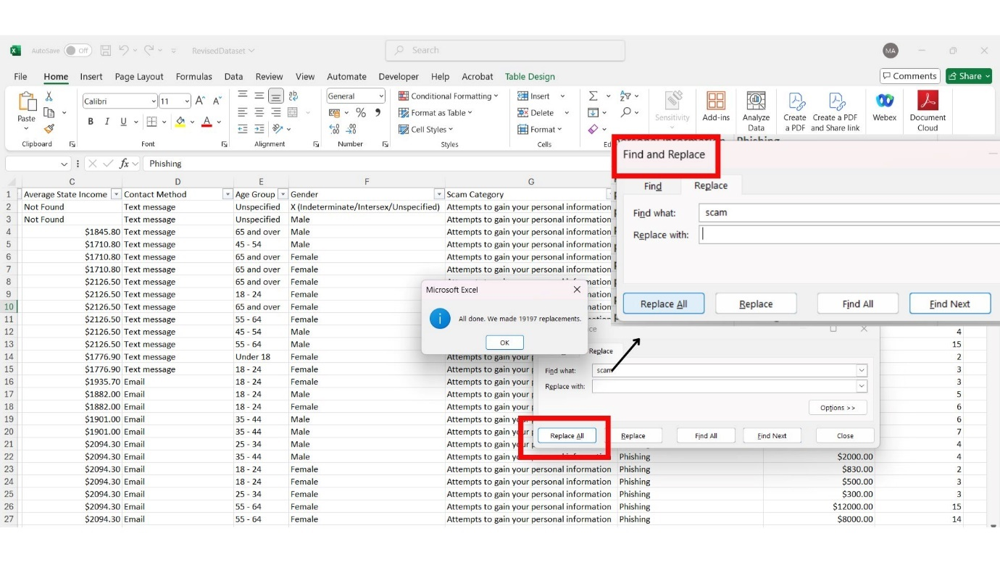 AutoSave Off RevisedDataset Search MA
File Home Insert Page Layout Formulas Data Review View Automate Developer Help Acrobat Table Design Comments Share
Paste
Clipboard
Calibri 11
B I U
Font
Alignment
General
Number
Conditional Formatting
Format as Table
Cell Styles
Styles
Insert
Delete
Format
Cells
Sensitivity
Add-ins
Analyze
Data
Create
a PDF
Create a PDF
and Share link
Webex
Document
Cloud
fx Phishing
C D E F G
1 Average State Income Contact Method Age Group Gender Scam Category
2 Not Found Text message Unspecified X (Indeterminate/Intersex/Unspecified) Attempts to gain your personal information
3 Not Found Text message Unspecified Male Attempts to gain your personal information
4 $1845.80 Text message 65 and over Male Attempts to gain your personal information
5 $1710.80 Text message 45 - 54 Male Attempts to gain your personal information
6 $1710.80 Text message 65 and over Female Attempts to gain your personal information
7 $1710.80 Text message 65 and over Female Attempts to gain your personal information
8 $2126.50 Text message 65 and over Female
9 $2126.50 Text message 18 - 24 Female
10 $2126.50 Text message 65 and over Female
11 $2126.50 Text message 55 - 64 Female
12 $2126.50 Text message 45 - 54 Male 4
13 $2126.50 Text message 55 - 64 Male 15
14 $1776.90 Text message Under 18 Female Attempts to gain your 2
15 $1776.90 Text message 18 - 24 Female Attempts to gain your 3
16 $1935.70 Email 18 - 24 Female Attempts to gain your 3
17 $1882.00 Email 18 - 24 Male Attempts to gain your 5
18 $1882.00 Email 18 - 24 Female Attempts to gain your 6
19 $1901.00 Email 35 - 44 Male Attempts to gain 6
20 $1901.00 Email 35 - 44 Male Attempts to gain 7
21 $2094.30 Email 25 - 34 Male Attempts to gain 4
22 $2094.30 Email 35 - 44 Male Attempts to gain Phishing $2000.00 4
23 $2094.30 Email 18 - 24 Female Attempts to gain your personal information Phishing $830.00 2
24 $2094.30 Email 18 - 24 Female Attempts to gain your personal information Phishing $500.00 3
25 $2094.30 Email 25 - 34 Female Attempts to gain your personal information Phishing $300.00 3
26 $2094.30 Email 55 - 64 Female Attempts to gain your personal information Phishing $12000.00 15
27 $2094.30 Email 55 - 64 Female Attempts to gain your personal information Phishing $8000.00 14
Microsoft Excel
All done. We made 19197 replacements.
OK
Find and Replace
Find Replace
Find what: scam
Replace with:
Replace All Replace Find All Find Next
Replace
Find what: scam
Replace with:
Options >>
Replace All Replace Find All Find Next Close